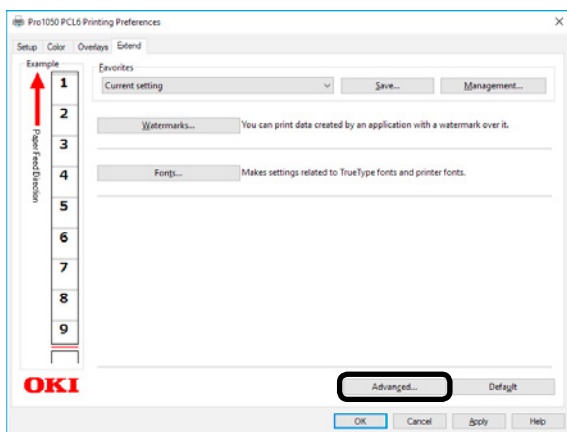 Pro1050 PCL6 Printing Preferences
Setup Color Overlays Extend
Example
Paper Feed Direction
1
2
3
4
5
6
7
8
9
Favorites
Current setting Save... Management...
Watermarks... You can print data created by an application with a watermark over it.
Fonts... Makes settings related to TrueType fonts and printer fonts.
OKI Advanced... Default
OK Cancel Apply Help